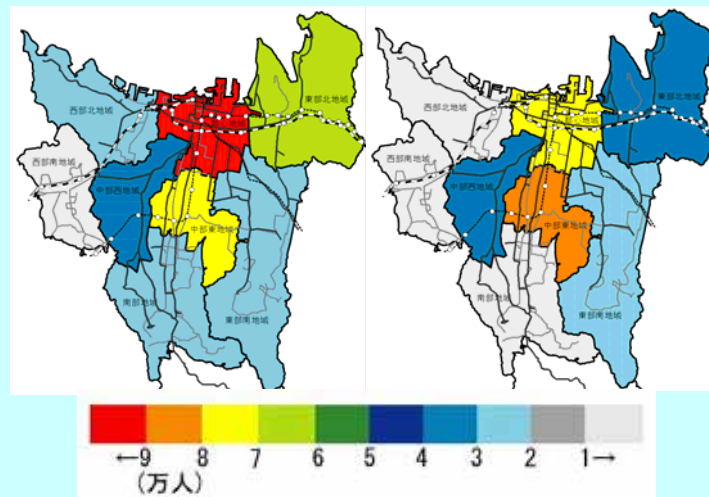 西部北地域
東部北地域
西部南地域
中部西地域
中部東地域
南部地域
東部南地域
西部北地域
都心地域
東部北地域
西部南地域
中部西地域
中部東地域
南部地域
東部南地域
←9 8 7 6 5 4 3 2 1→
(万人)